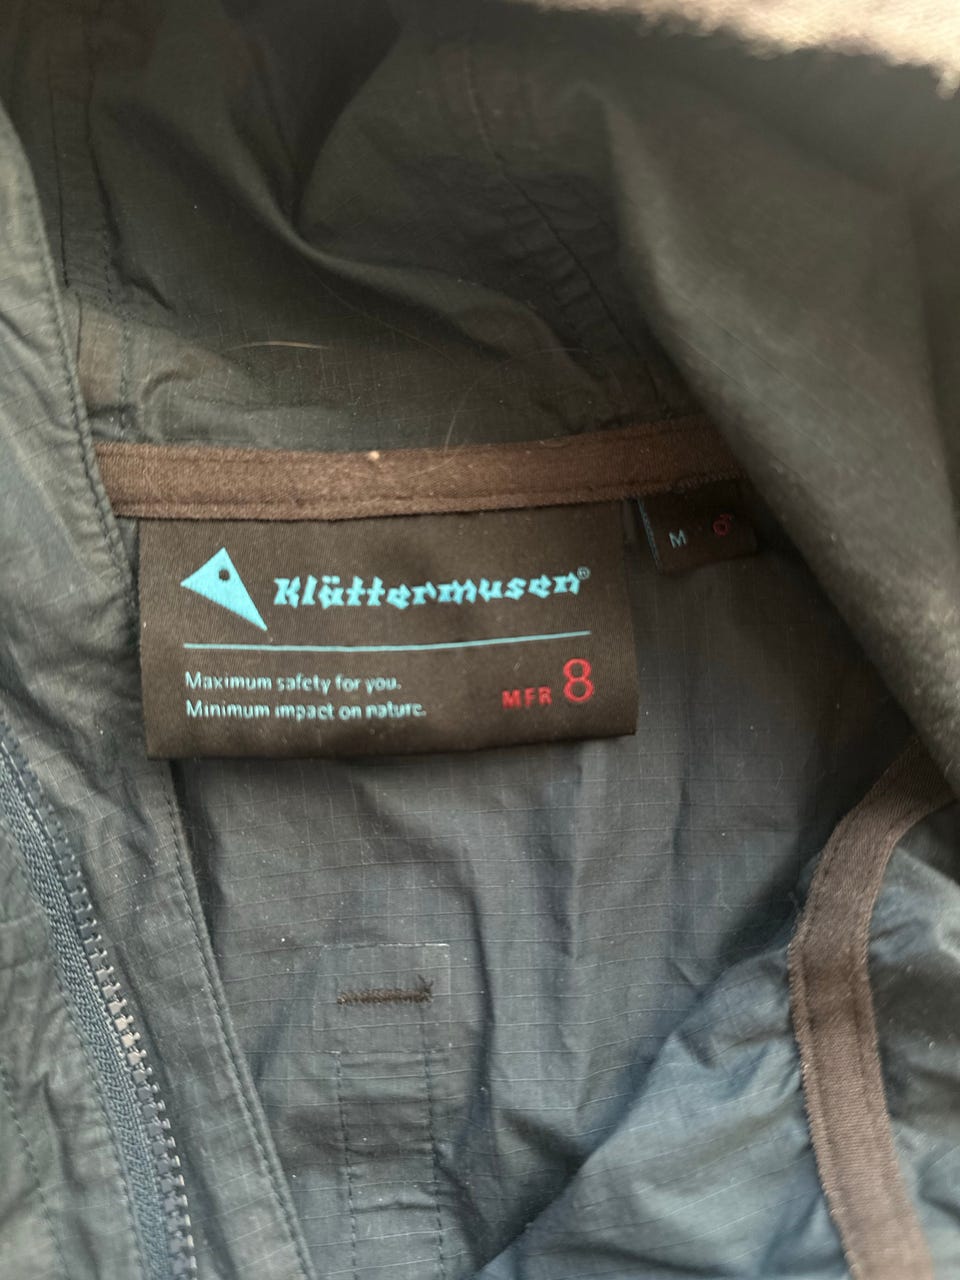 Klättermusen®
M ♂
Maximum safety for you.
Minimum impact on nature.
MFR 8